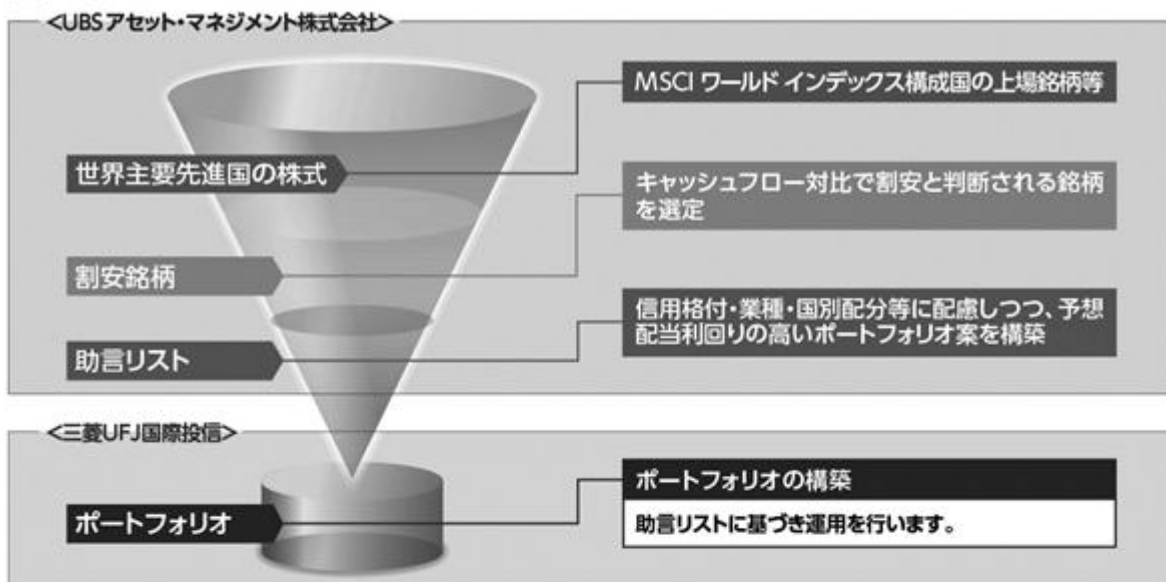 <UBSアセット・マネジメント株式会社>
MSCI ワールド インデックス構成国の上場銘柄等
世界主要先進国の株式
キャッシュフロー対比で割安と判断される銘柄
を選定
割安銘柄
信用格付・業種・国別配分等に配慮しつつ、予想
配当利回りの高いポートフォリオ案を構築
助言リスト
<三菱UFJ国際投信>
ポートフォリオの構築
ポートフォリオ
助言リストに基づき運用を行います。